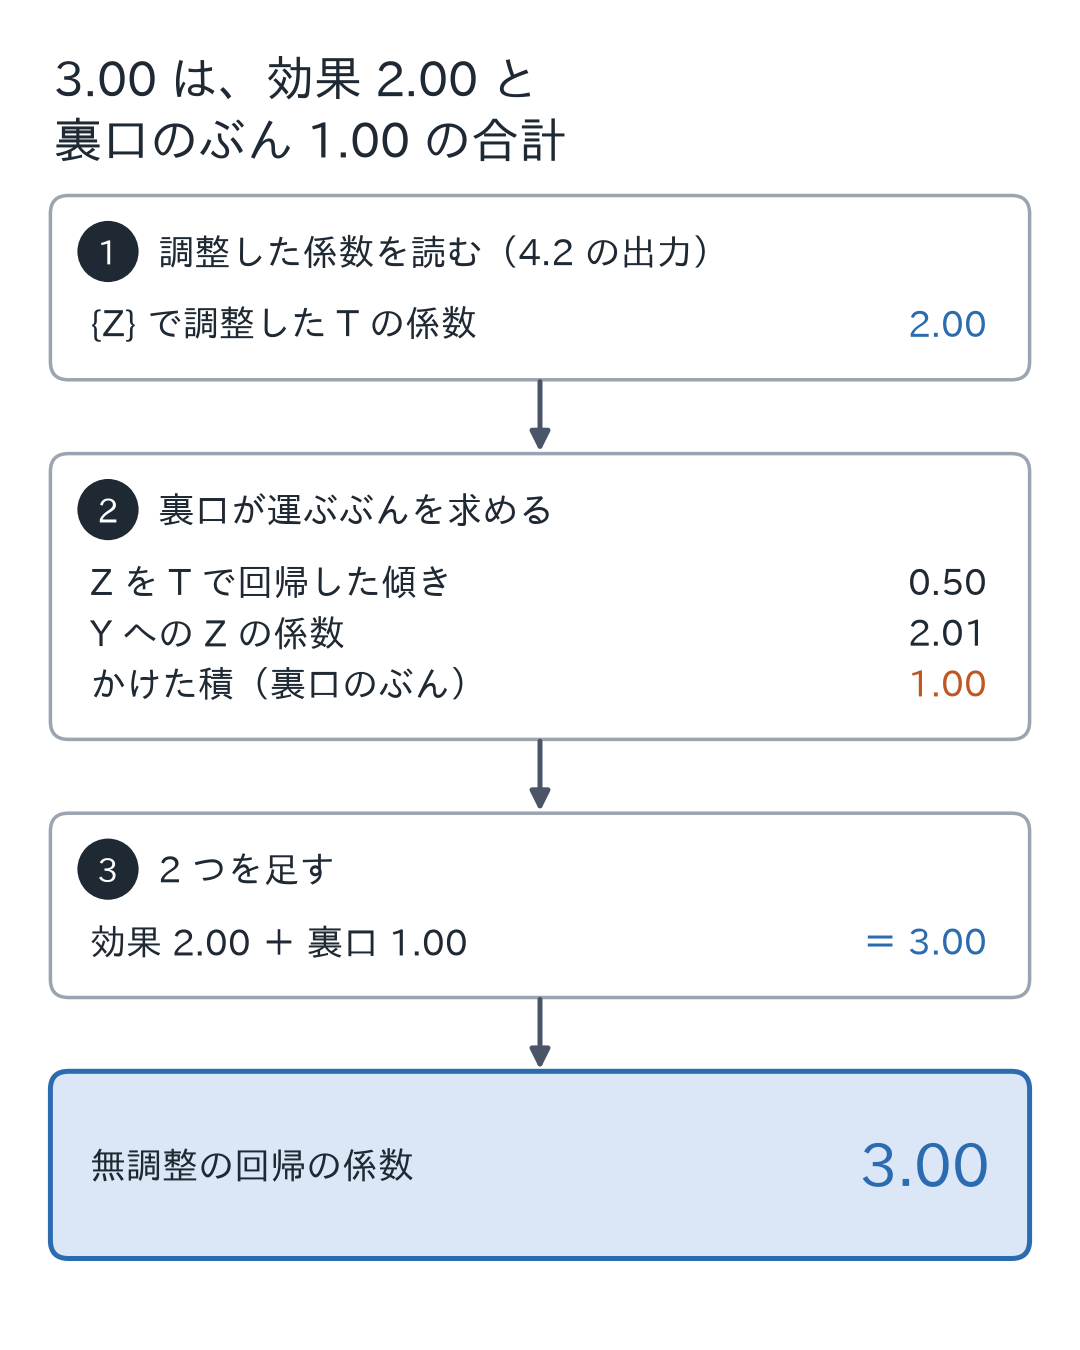 3.00 は、効果 2.00 と
裏口のぶん 1.00 の合計
1 調整した係数を読む（4.2 の出力）
{Z} で調整した T の係数 2.00
2 裏口が運ぶぶんを求める
Z を T で回帰した傾き 0.50
Y への Z の係数 2.01
かけた積（裏口のぶん） 1.00
3 2 つを足す
効果 2.00 ＋ 裏口 1.00 ＝ 3.00
無調整の回帰の係数 3.00